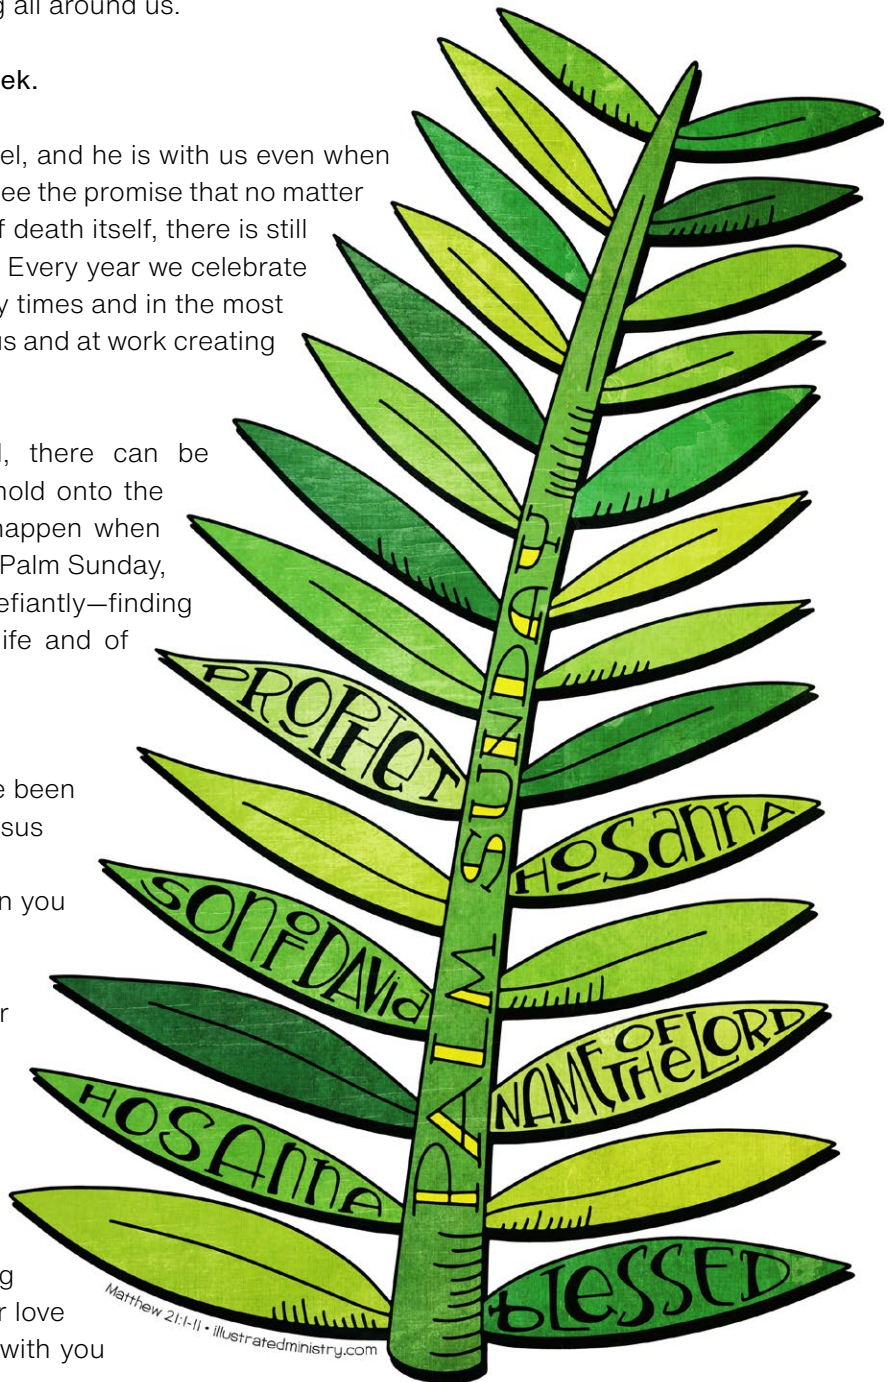 all around us.
ek.
el, and he is with us even when
ee the promise that no matter
f death itself, there is still
Every year we celebrate
y times and in the most
us and at work creating
, there can be
hold onto the
happen when
Palm Sunday,
efiantly—finding
ife and of
e been
sus
n you
r
g
r love
with you
PALM SUNDAY
PROPHET
HOSANNA
SON OF DAVID
NAME OF THE LORD
HOSANNA
BLESSED
Matthew 21:1-11 • illustratedministry.com